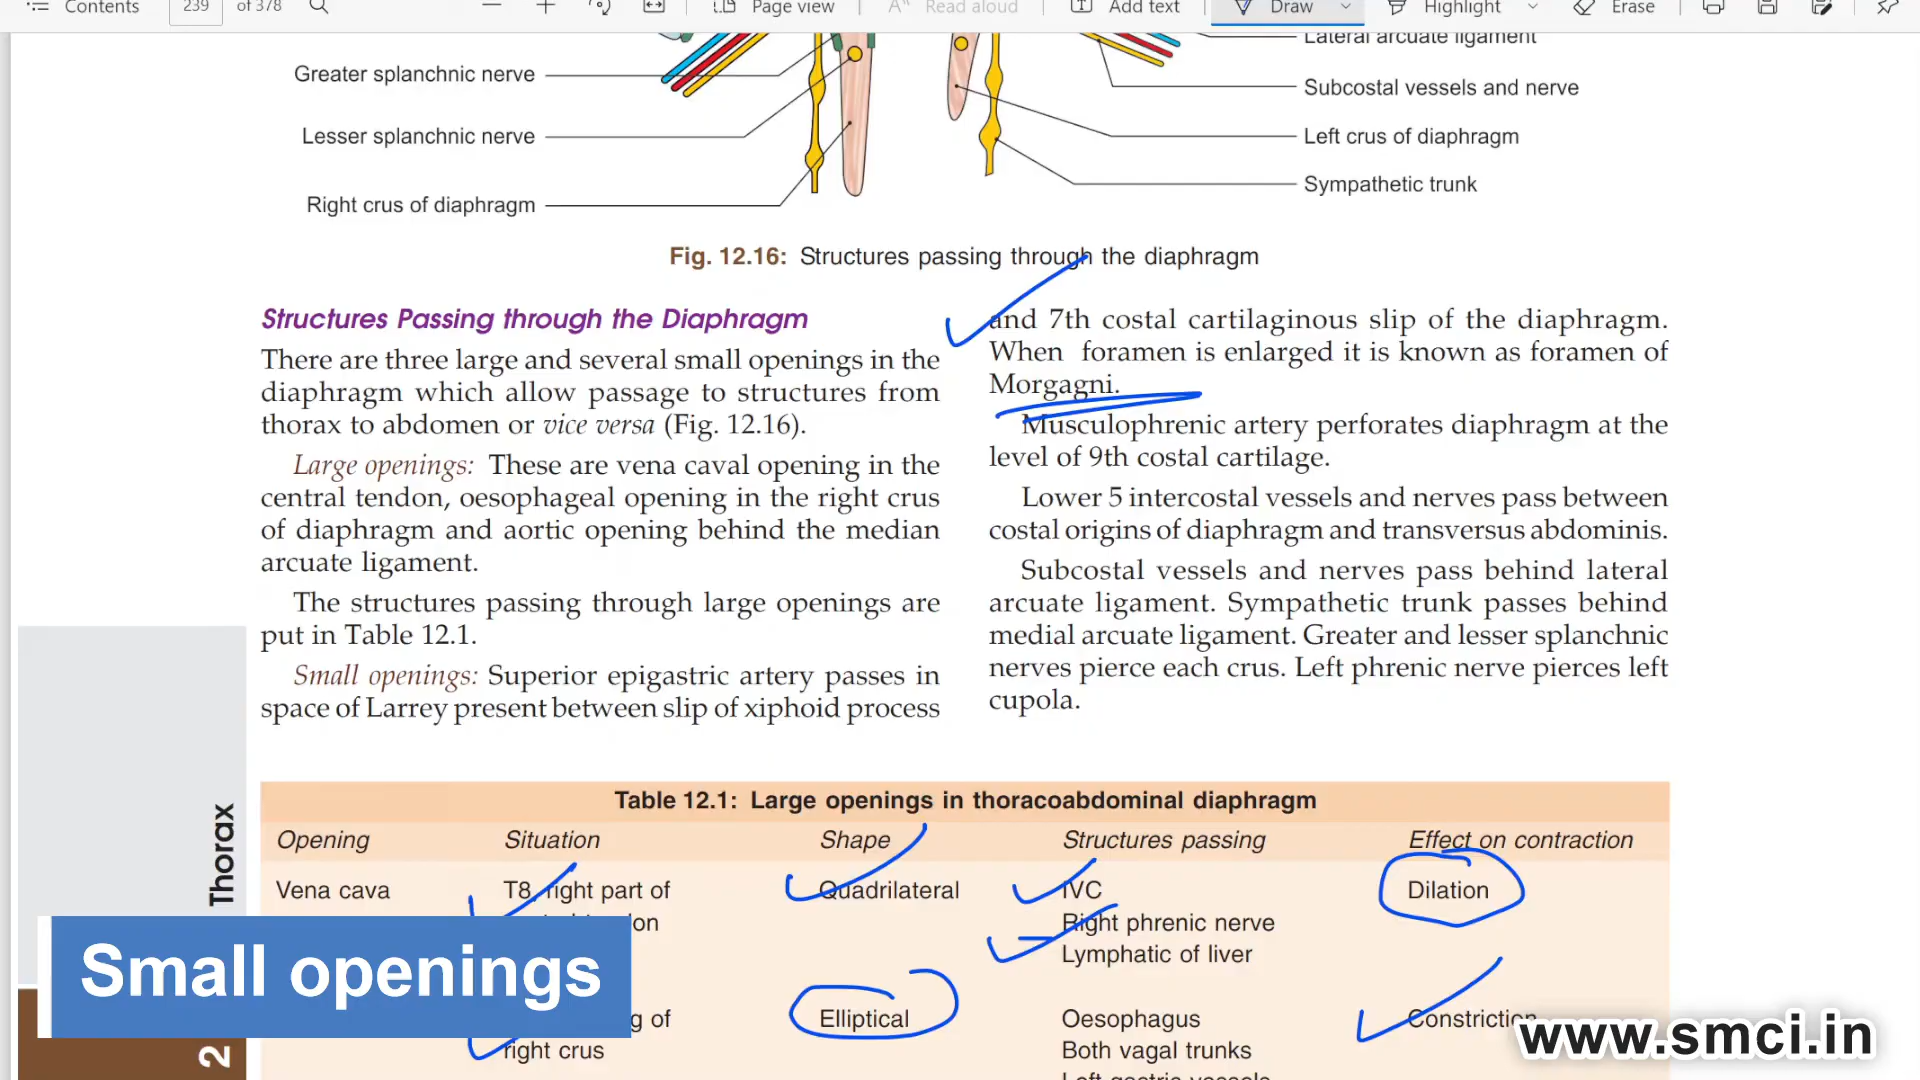 Contents 239 of 378 Page view Read aloud Add text Draw Highlight Erase
Lateral arcuate ligament
Greater splanchnic nerve
Subcostal vessels and nerve
Lesser splanchnic nerve
Left crus of diaphragm
Sympathetic trunk
Right crus of diaphragm
Fig. 12.16: Structures passing through the diaphragm
Structures Passing through the Diaphragm
There are three large and several small openings in the
diaphragm which allow passage to structures from
thorax to abdomen or vice versa (Fig. 12.16).
Large openings: These are vena caval opening in the
central tendon, oesophageal opening in the right crus
of diaphragm and aortic opening behind the median
arcuate ligament.
The structures passing through large openings are
put in Table 12.1.
Small openings: Superior epigastric artery passes in
space of Larrey present between slip of xiphoid process
and 7th costal cartilaginous slip of the diaphragm.
When foramen is enlarged it is known as foramen of
Morgagni.
Musculophrenic artery perforates diaphragm at the
level of 9th costal cartilage.
Lower 5 intercostal vessels and nerves pass between
costal origins of diaphragm and transversus abdominis.
Subcostal vessels and nerves pass behind lateral
arcuate ligament. Sympathetic trunk passes behind
medial arcuate ligament. Greater and lesser splanchnic
nerves pierce each crus. Left phrenic nerve pierces left
cupola.
Table 12.1: Large openings in thoracoabdominal diaphragm
Opening Situation Shape Structures passing Effect on contraction
Vena cava T8, right part of Quadrilateral IVC Dilation
Right phrenic nerve
Lymphatic of liver
of Elliptical Oesophagus Constriction
right crus Both vagal trunks
Left gastric vessels
Thorax
2
Small openings
www.smci.in